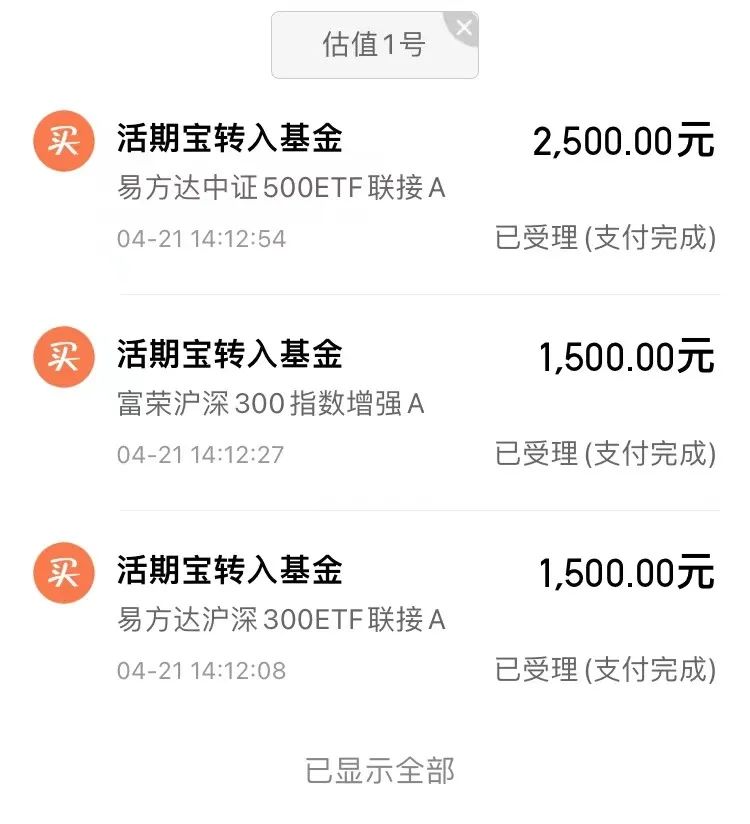 估值1号
买 活期宝转入基金 2,500.00元
易方达中证500ETF联接A
04-21 14:12:54 已受理(支付完成)
买 活期宝转入基金 1,500.00元
富荣沪深300指数增强A
04-21 14:12:27 已受理(支付完成)
买 活期宝转入基金 1,500.00元
易方达沪深300ETF联接A
04-21 14:12:08 已受理(支付完成)
已显示全部